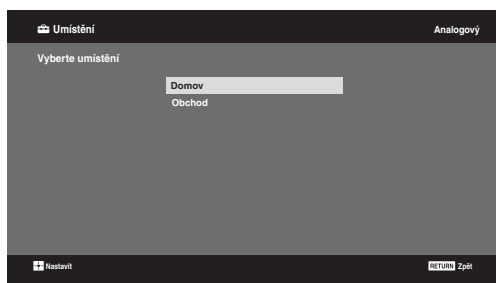 Umístění Analogový
Vyberte umístění
Domov
Obchod
Nastavit RETURN Zpět